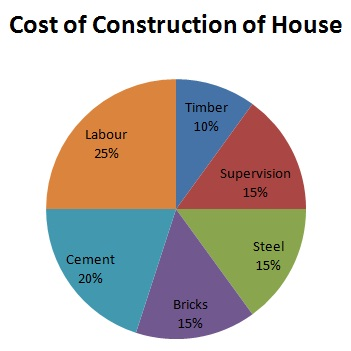 Cost of Construction of House
Timber
10%
Labour
25%
Supervision
15%
Steel
15%
Cement
20%
Bricks
15%